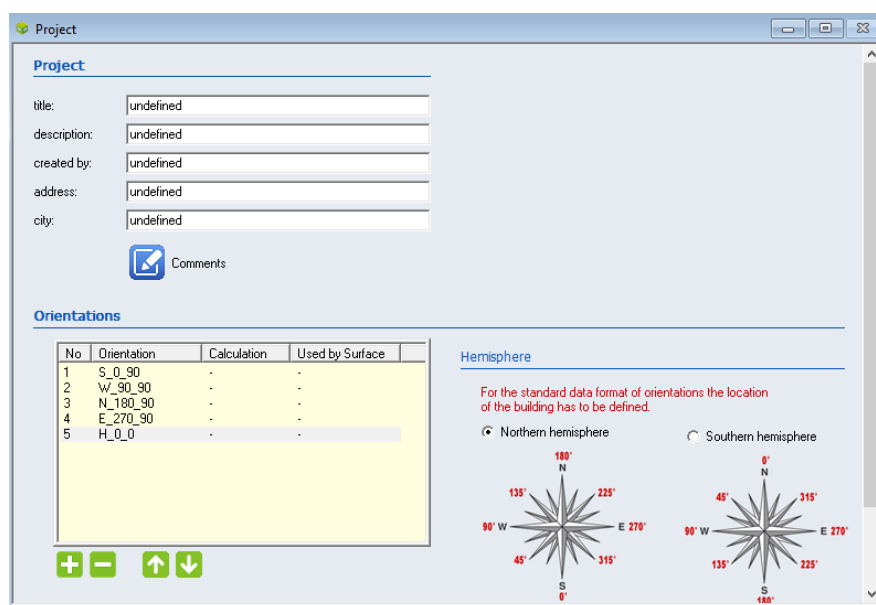 Project
Project
title: undefined
description: undefined
created by: undefined
address: undefined
city: undefined
Comments
Orientations
No Orientation Calculation Used by Surface
1 S_0_90 - -
2 W_90_90 - -
3 N_180_90 - -
4 E_270_90 - -
5 H_0_0 - -
Hemisphere
For the standard data format of orientations the location
of the building has to be defined.
Northern hemisphere
Southern hemisphere
180°
N
135° 225°
90° W E 270°
45° 315°
S
0°
0°
N
45° 315°
90° W E 270°
135° 225°
S
180°